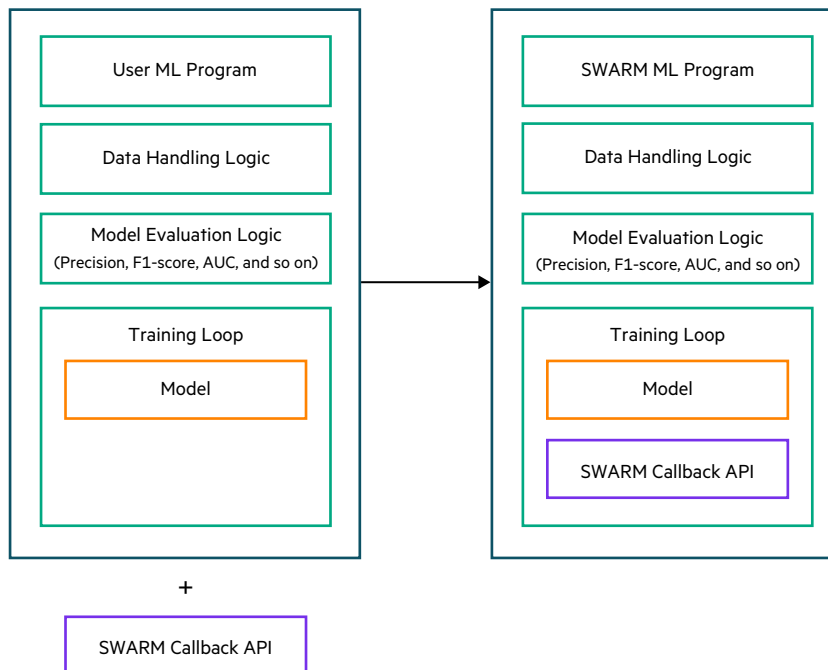 User ML Program
Data Handling Logic
Model Evaluation Logic
(Precision, F1-score, AUC, and so on)
Training Loop
Model
+
SWARM Callback API
SWARM ML Program
Data Handling Logic
Model Evaluation Logic
(Precision, F1-score, AUC, and so on)
Training Loop
Model
SWARM Callback API